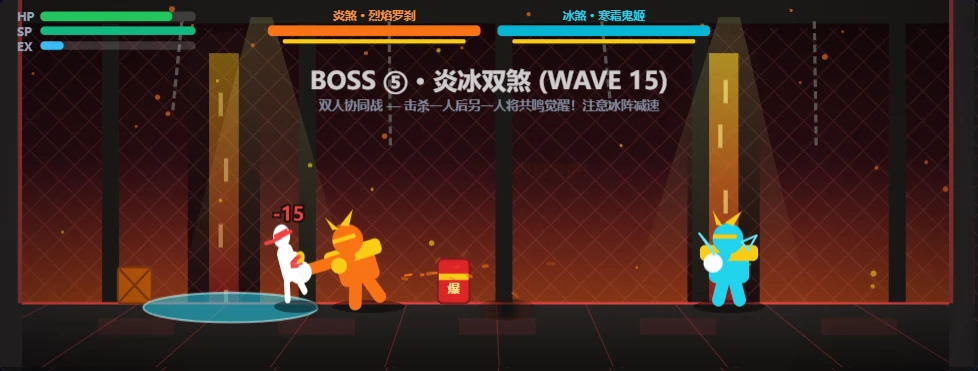 HP
SP
EX
炎煞 • 烈焰罗刹
冰煞 • 寒霜鬼姬
BOSS ⑤ • 炎冰双煞 (WAVE 15)
双人协同战 — 击杀一人后另一人将共鸣觉醒！注意冰阵减速
-15
爆